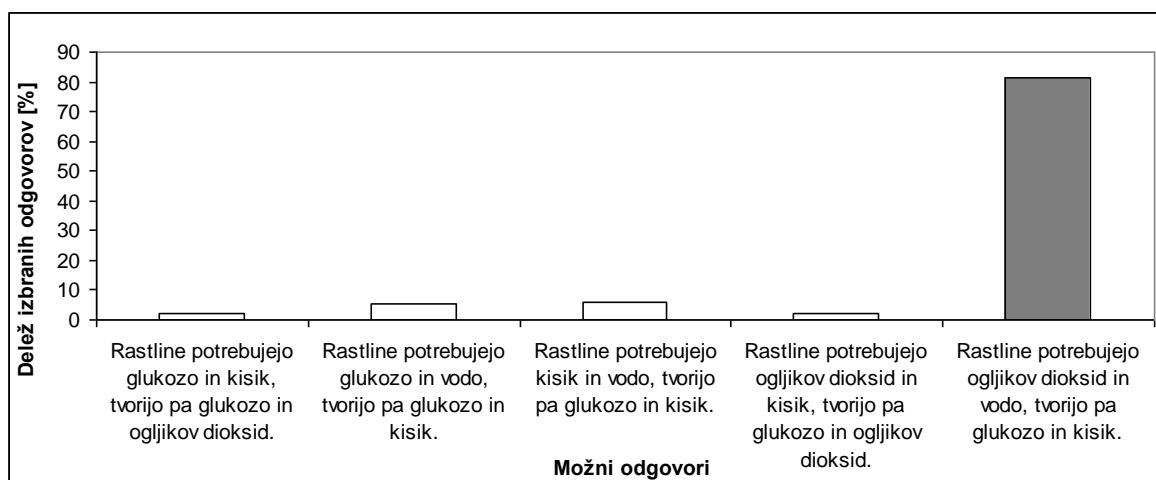 Delež izbranih odgovorov [%]
90
80
70
60
50
40
30
20
10
0
Rastline potrebujejo
glukozo in kisik,
tvorijo pa glukozo in
ogljikov dioksid.
Rastline potrebujejo
glukozo in vodo,
tvorijo pa glukozo in
kisik.
Rastline potrebujejo
kisik in vodo, tvorijo
pa glukozo in kisik.
Rastline potrebujejo
ogljikov dioksid in
kisik, tvorijo pa
glukozo in ogljikov
dioksid.
Rastline potrebujejo
ogljikov dioksid in
vodo, tvorijo pa
glukozo in kisik.
Možni odgovori